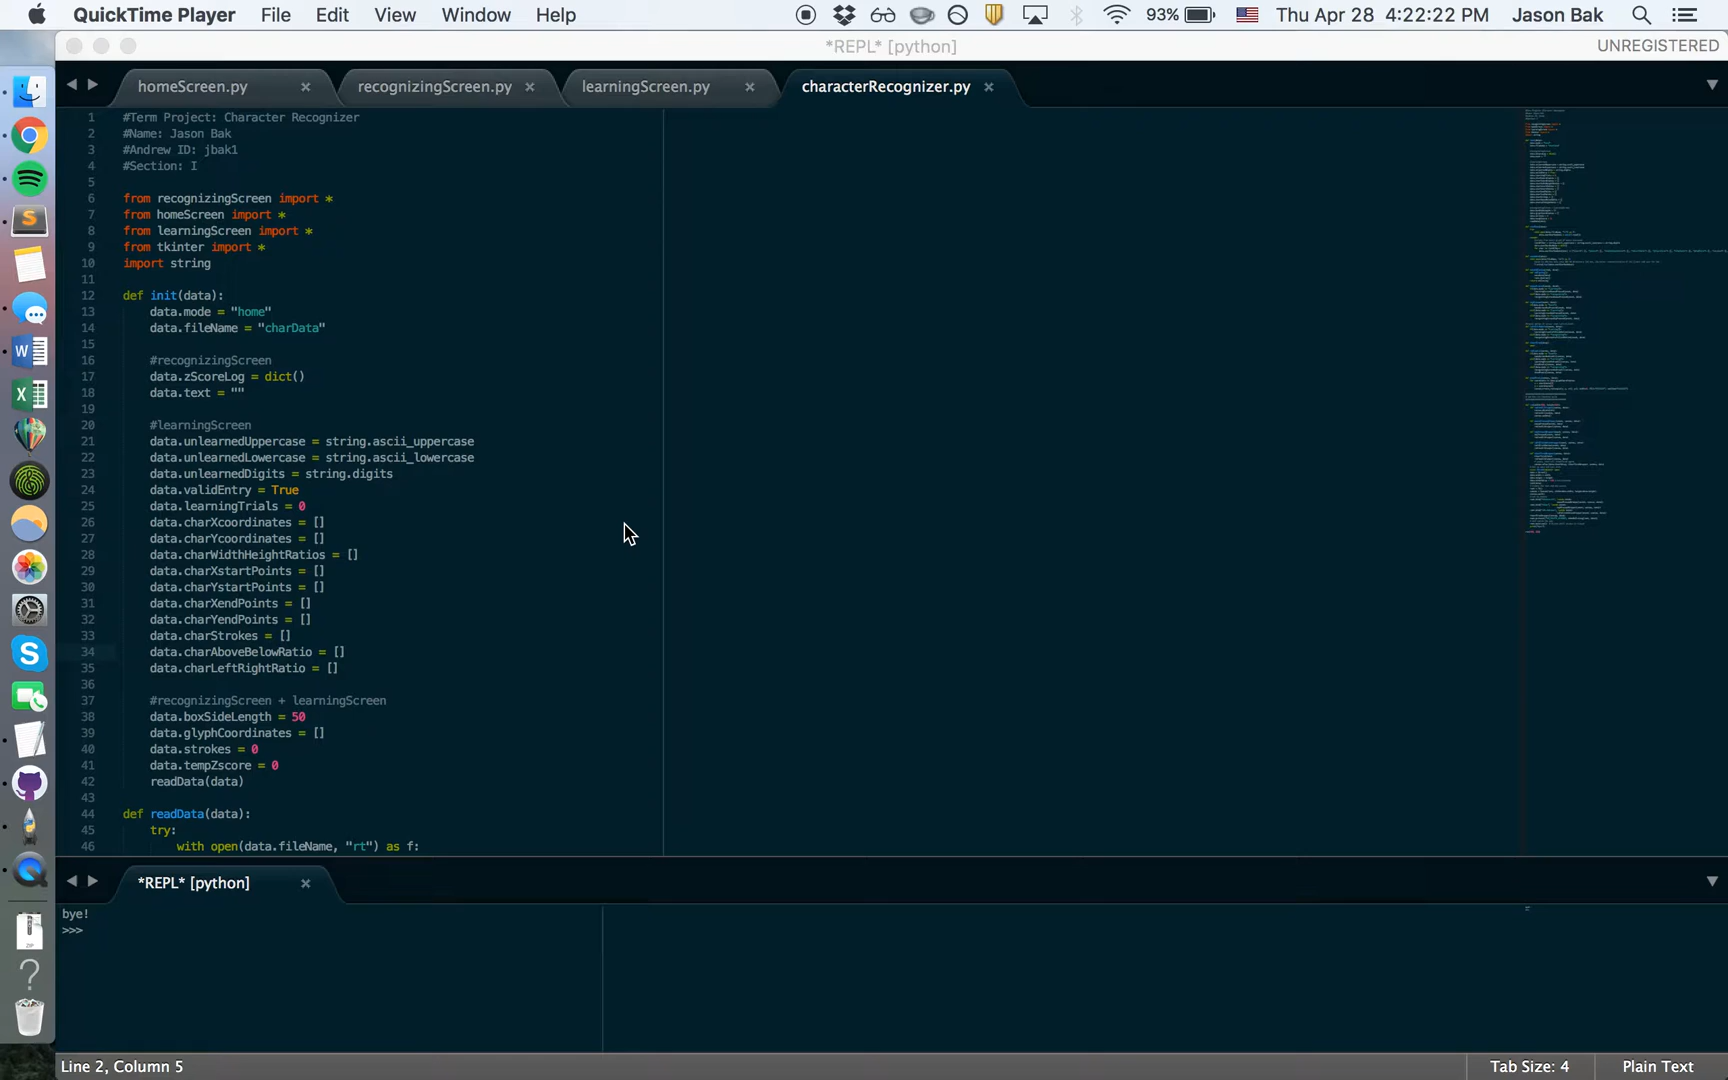 QuickTime Player File Edit View Window Help 93% Thu Apr 28 4:22:22 PM Jason Bak
*REPL* [python] UNREGISTERED
homeScreen.py × recognizingScreen.py × learningScreen.py × characterRecognizer.py ×
1 #Term Project: Character Recognizer
2 #Name: Jason Bak
3 #Andrew ID: jbak1
4 #Section: I
5
6 from recognizingScreen import *
7 from homeScreen import *
8 from learningScreen import *
9 from tkinter import *
10 import string
11
12 def init(data):
13 data.mode = "home"
14 data.fileName = "charData"
15
16 #recognizingScreen
17 data.zScoreLog = dict()
18 data.text = ""
19
20 #learningScreen
21 data.unlearnedUppercase = string.ascii_uppercase
22 data.unlearnedLowercase = string.ascii_lowercase
23 data.unlearnedDigits = string.digits
24 data.validEntry = True
25 data.learningTrials = 0
26 data.charXcoordinates = []
27 data.charYcoordinates = []
28 data.charWidthHeightRatios = []
29 data.charXstartPoints = []
30 data.charYstartPoints = []
31 data.charXendPoints = []
32 data.charYendPoints = []
33 data.charStrokes = []
34 data.charAboveBelowRatio = []
35 data.charLeftRightRatio = []
36
37 #recognizingScreen + learningScreen
38 data.boxSideLength = 50
39 data.glyphCoordinates = []
40 data.strokes = 0
41 data.tempZscore = 0
42 readData(data)
43
44 def readData(data):
45 try:
46 with open(data.fileName, "rt") as f:
*REPL* [python] ×
bye!
>>>
Line 2, Column 5 Tab Size: 4 Plain Text